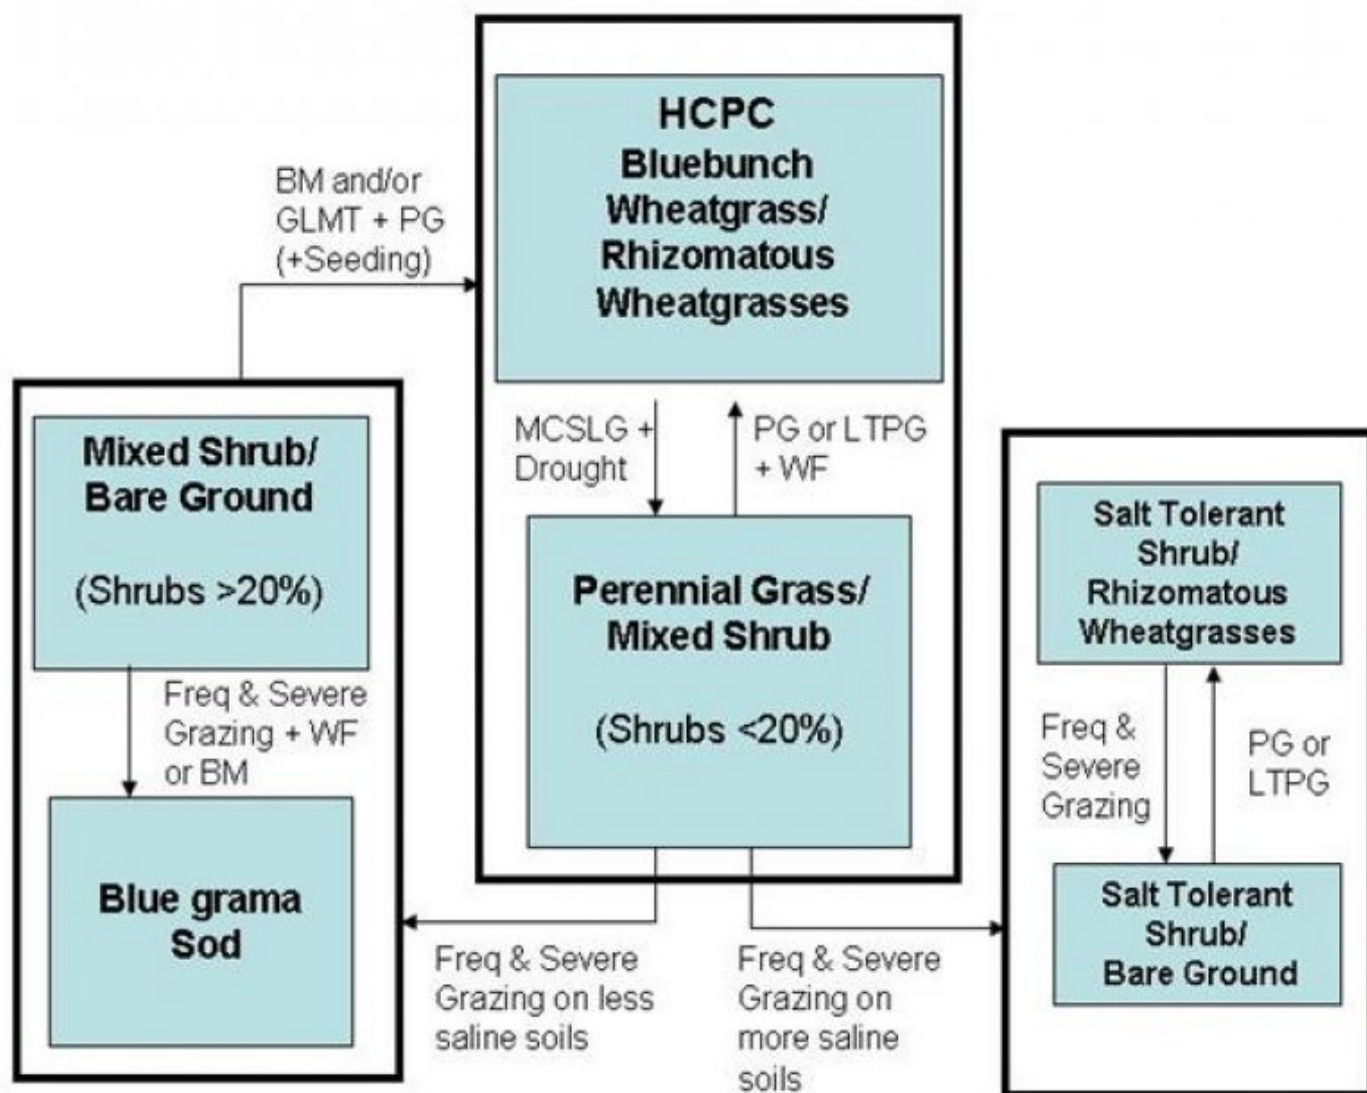 HCPC
Bluebunch
Wheatgrass/
Rhizomatous
Wheatgrasses
BM and/or
GLMT + PG
(+Seeding)
Mixed Shrub/
Bare Ground
(Shrubs >20%)
MCSLG +
Drought
PG or LTPG
+ WF
Perennial Grass/
Mixed Shrub
(Shrubs <20%)
Salt Tolerant
Shrub/
Rhizomatous
Wheatgrasses
Freq & Severe
Grazing + WF
or BM
Freq &
Severe
Grazing
PG or
LTPG
Blue grama
Sod
Salt Tolerant
Shrub/
Bare Ground
Freq & Severe
Grazing on less
saline soils
Freq & Severe
Grazing on
more saline
soils